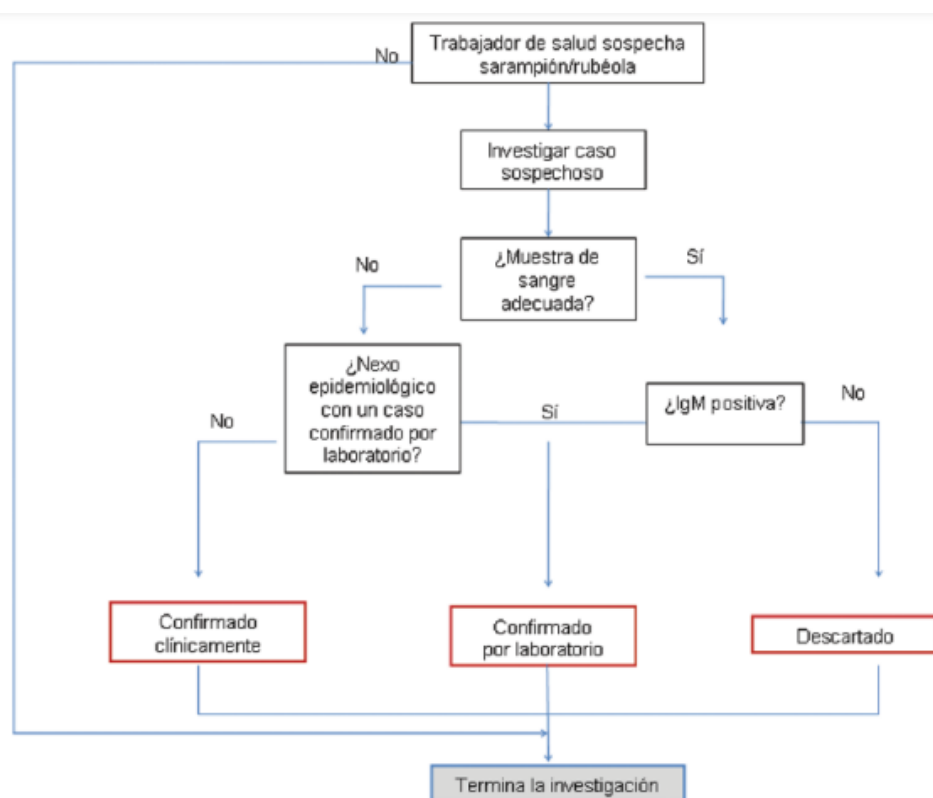 Trabajador de salud sospecha
sarampión/rubéola
No
Investigar caso
sospechoso
¿Muestra de
sangre
adecuada?
No
Sí
¿Nexo
epidemiológico
con un caso
confirmado por
laboratorio?
Sí
¿IgM positiva?
No
No
Confirmado
clínicamente
Confirmado
por laboratorio
Descartado
Termina la investigación